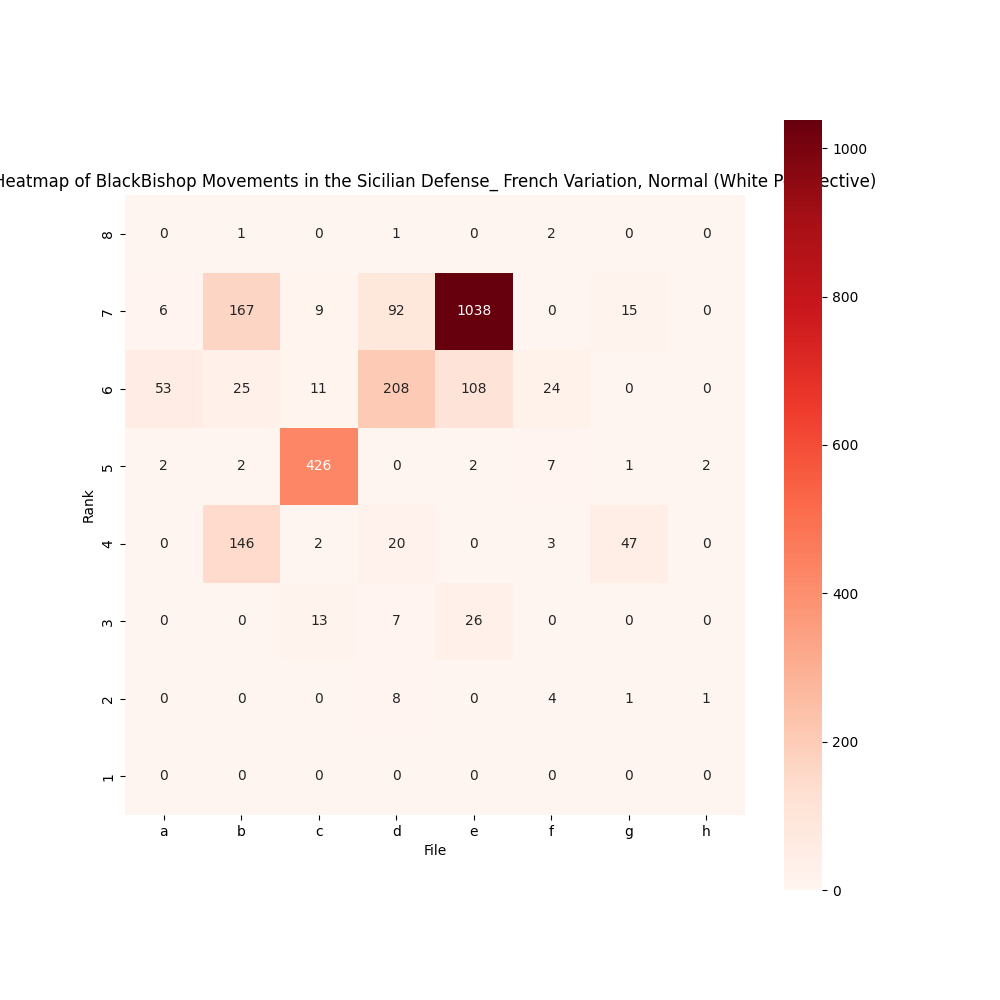 Heatmap of BlackBishop Movements in the Sicilian Defense_ French Variation, Normal (White P ective)
8 0 1 0 1 0 2 0 0
7 6 167 9 92 1038 0 15 0
6 53 25 11 208 108 24 0 0
5 2 2 426 0 2 7 1 2
4 0 146 2 20 0 3 47 0
3 0 0 13 7 26 0 0 0
2 0 0 0 8 0 4 1 1
1 0 0 0 0 0 0 0 0
a b c d e f g h
File
Rank
1000
800
600
400
200
0